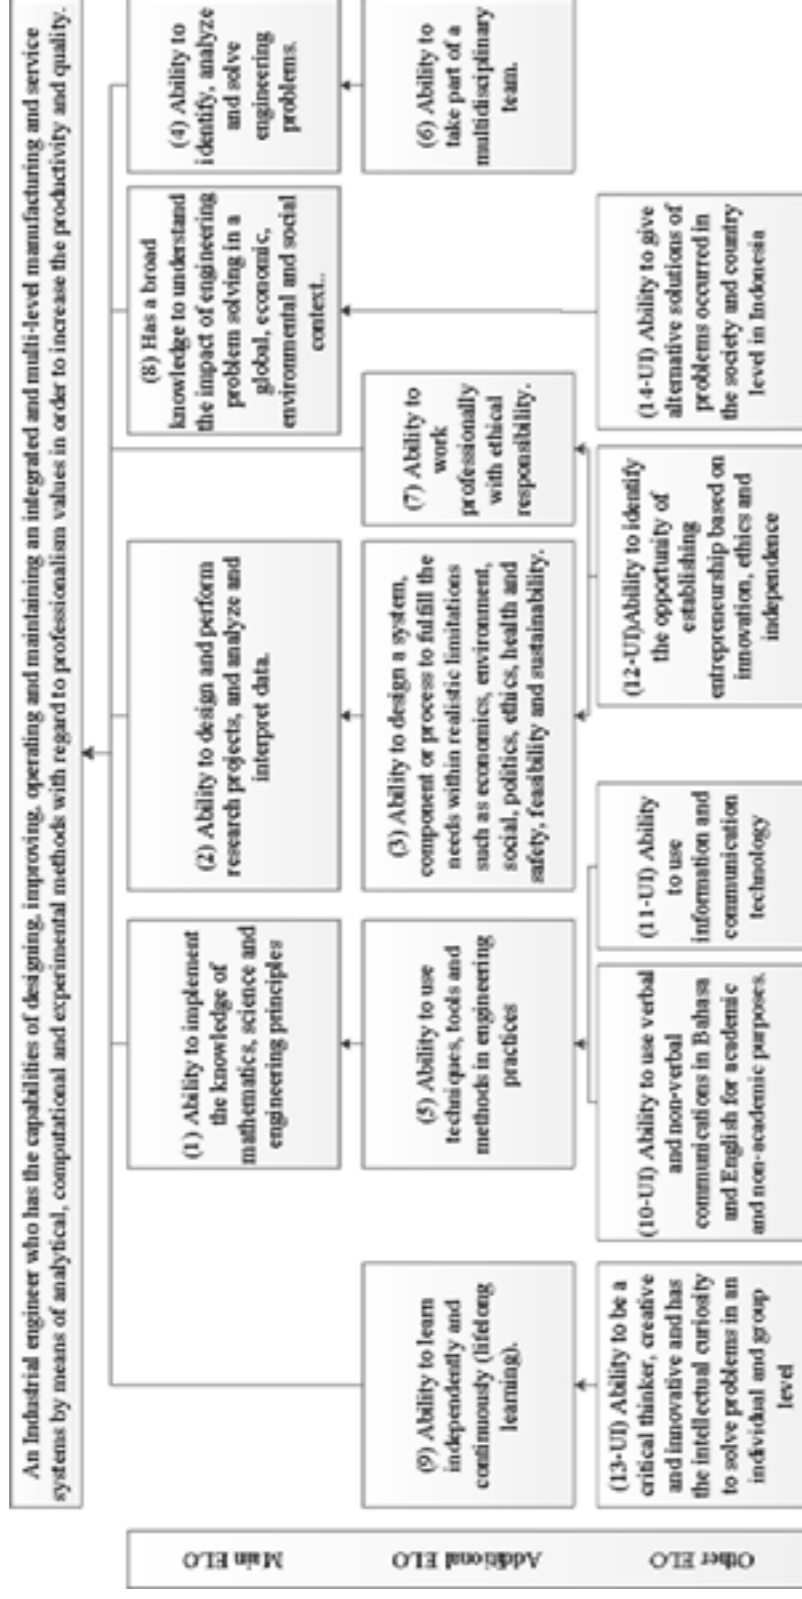 An Industrial engineer who has the capabilities of designing, improving, operating and maintaining an integrated and multi-level manufacturing and service
systems by means of analytical, computational and experimental methods with regard to professionalism values in order to increase the productivity and quality.
Main ELO
(1) Ability to implement
the knowledge of
mathematics, science and
engineering principles
(2) Ability to design and perform
research projects, and analyze and
interpret data.
(8) Has a broad
knowledge to understand
the impact of engineering
problem solving in a
global, economic,
environmental and social
context..
(4) Ability to
identify, analyze
and solve
engineering
problems.
Additional ELO
(9) Ability to learn
independently and
continuously (lifelong
learning).
(5) Ability to use
techniques, tools and
methods in engineering
practices
(3) Ability to design a system,
component or process to fulfill the
needs within realistic limitations
such as economics, environment,
social, politics, ethics, health and
safety, feasibility and sustainability.
(7) Ability to
work
professionally
with ethical
responsibility.
(6) Ability to
take part of a
multidisciplinary
team.
Other ELO
(13-UI) Ability to be a
critical thinker, creative
and innovative and has
the intellectual curiosity
to solve problems in an
individual and group
level
(10-UI) Ability to use verbal
and non-verbal
communications in Bahasa
and English for academic
and non-academic purposes.
(11-UI) Ability
to use
information and
communication
technology
(12-UI)Ability to identify
the opportunity of
establishing
entrepreneurship based on
innovation, ethics and
independence
(14-UI) Ability to give
alternative solutions of
problems occurred in
the society and country
level in Indonesia